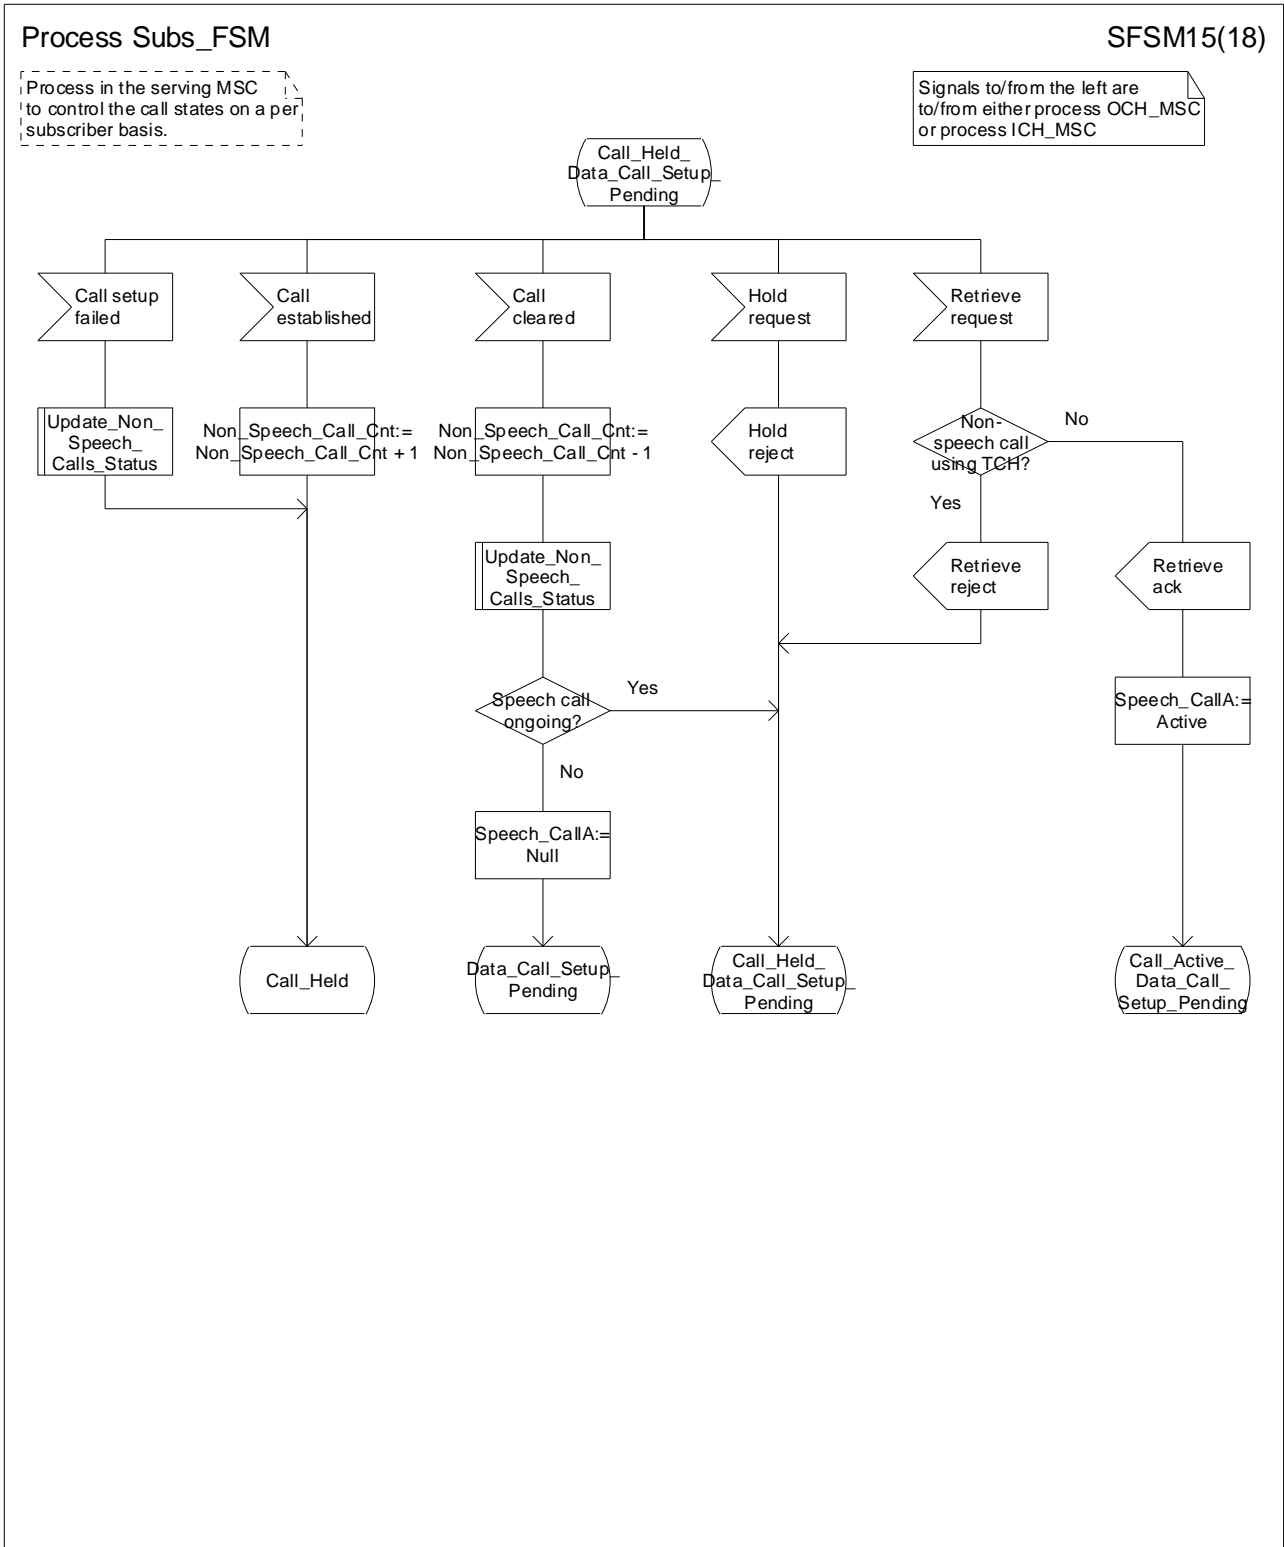 Process Subs_FSM
SFSM15(18)
Process in the serving MSC
to control the call states on a per
subscriber basis.
Signals to/from the left are
to/from either process OCH_MSC
or process ICH_MSC
Call_Held_
Data_Call_Setup_
Pending
Call setup
failed
Call
established
Call
cleared
Hold
request
Retrieve
request
Update_Non_
Speech_
Calls_Status
Non_Speech_Call_Cnt:=
Non_Speech_Call_Cnt + 1
Non_Speech_Call_Cnt:=
Non_Speech_Call_Cnt - 1
Hold
reject
Non-
speech call
using TCH?
No
Yes
Update_Non_
Speech_
Calls_Status
Retrieve
reject
Retrieve
ack
Speech call
ongoing?
Yes
No
Speech_CallA:=
Active
Speech_CallA:=
Null
Call_Held
Data_Call_Setup_
Pending
Call_Held_
Data_Call_Setup_
Pending
Call_Active_
Data_Call_
Setup_Pending